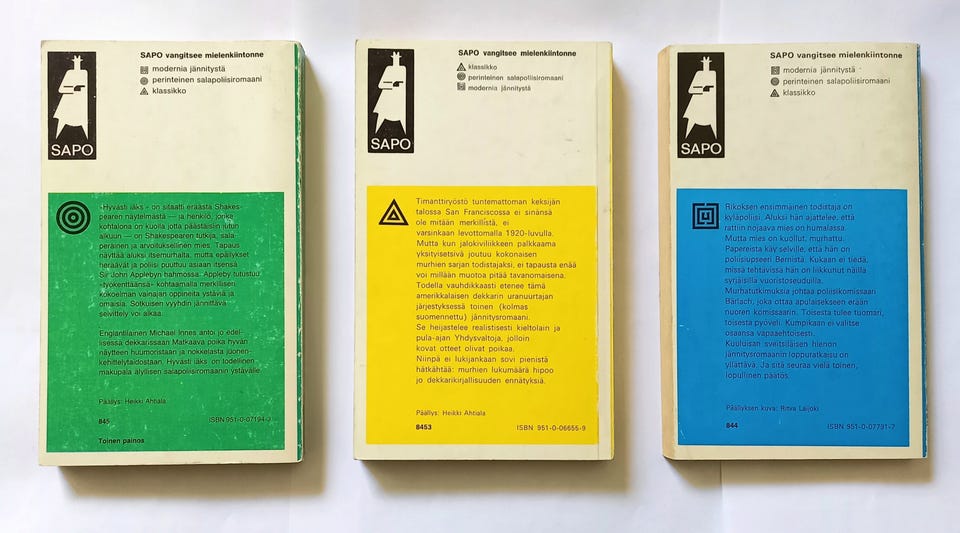 SAPO
SAPO vangitsee mielenkiintonne
modernia jännitystä
perinteinen salapoliisiromaani
klassikko
»Hyvästi iäks» on sitaatti eräästä Shakes-
pearen näytelmästä — ja henkilö, jonka
kohtalona on kuolla jotta päästäisiin jutun
alkuun — on Shakespearen tutkija, sala-
peräinen ja arvoituksellinen mies. Tapaus
näyttää aluksi itsemurhalta, mutta epäilykset
heräävät ja poliisi puuttuu asiaan itsensä
Sir John Applebyn hahmossa. Appleby tutustuu
»työkenttäänsä» kohtaamalla merkillisen
kokoelman vainajan oppineita ystäviä ja
omaisia. Sotkuisen vyyhdin jännittävä
selvittely voi alkaa.
Englantilainen Michael Innes antoi jo edel-
lisessä dekkarissaan Matkaava poika hyvän
näytteen huumoristaan ja nokkelasta juonen-
kehittelytaidostaan. Hyvästi iäks on todellinen
makupala älyllisen salapoliisiromaanin ystävälle.
Päällys: Heikki Ahtiala
845
ISBN 951-0-07194-3
Toinen painos
SAPO
SAPO vangitsee mielenkiintonne
klassikko
perinteinen salapoliisiromaani
modernia jännitystä
Timanttiryöstö tuntemattoman keksijän
talossa San Franciscossa ei sinänsä
ole mitään merkillistä, ei
varsinkaan levottomalla 1920-luvulla.
Mutta kun jalokiviliikkeen palkkaama
yksityisetsivä joutuu kokonaisen
murhien sarjan todistajaksi, ei tapausta enää
voi millään muotoa pitää tavanomaisena.
Todella vauhdikkaasti etenee tämä
amerikkalaisen dekkarin uranuurtajan
järjestyksessä toinen (kolmas
suomennettu) jännitysromaani.
Se heijastelee realistisesti kieltolain ja
pula-ajan Yhdysvaltoja, jolloin
kovat otteet olivat poikaa.
Niinpä ei lukijankaan sovi pienistä
hätkähtää: murhien lukumäärä hipoo
jo dekkarikirjallisuuden ennätyksiä.
Päällys: Heikki Ahtiala
8453
ISBN 951-0-06655-9
SAPO
SAPO vangitsee mielenkiintonne
modernia jännitystä
perinteinen salapoliisiromaani
klassikko
Rikoksen ensimmäinen todistaja on
kyläpoliisi. Aluksi hän ajattelee, että
rattiin nojaava mies on humalassa.
Mutta mies on kuollut, murhattu.
Papereista käy selville, että hän on
poliisiupseeri Bernistä. Kukaan ei tiedä,
missä tehtävissä hän on liikkunut näillä
syrjäisillä vuoristoseuduilla.
Murhatutkimuksia johtaa poliisikomissaari
Bärlach, joka ottaa apulaisekseen erään
nuoren komissaarin. Toisesta tulee tuomari,
toisesta pyöveli. Kumpikaan ei valitse
osaansa vapaaehtoisesti.
Kuuluisan sveitsiläisen hienon
jännitysromaanin loppuratkaisu on
yllättävä. Ja sitä seuraa vielä toinen,
lopullinen päätös.
Päällyksen kuva: Ritva Laijoki
844
ISBN 951-0-07791-7